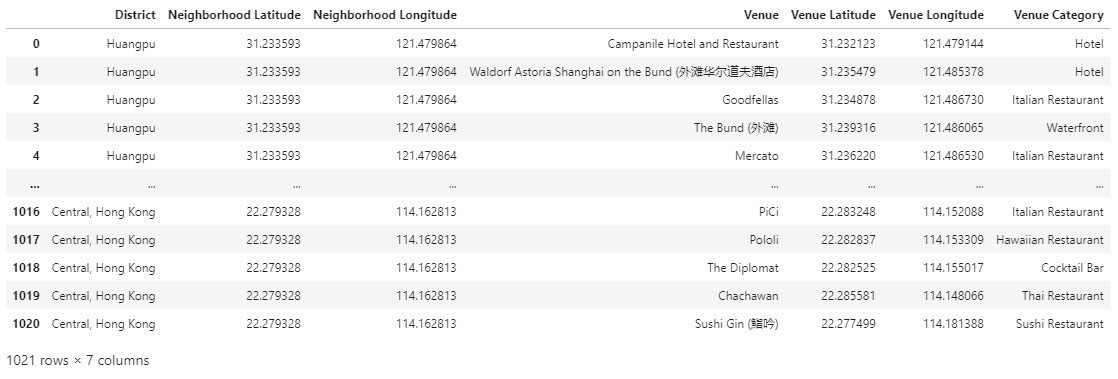 District Neighborhood Latitude Neighborhood Longitude Venue Venue Latitude Venue Longitude Venue Category
0 Huangpu 31.233593 121.479864 Campanile Hotel and Restaurant 31.232123 121.479144 Hotel
1 Huangpu 31.233593 121.479864 Waldorf Astoria Shanghai on the Bund (外滩华尔道夫酒店) 31.235479 121.485378 Hotel
2 Huangpu 31.233593 121.479864 Goodfellas 31.234878 121.486730 Italian Restaurant
3 Huangpu 31.233593 121.479864 The Bund (外滩) 31.239316 121.486065 Waterfront
4 Huangpu 31.233593 121.479864 Mercato 31.236220 121.486530 Italian Restaurant
... ... ... ... ... ... ... ...
1016 Central, Hong Kong 22.279328 114.162813 PiCi 22.283248 114.152088 Italian Restaurant
1017 Central, Hong Kong 22.279328 114.162813 Pololi 22.282837 114.153309 Hawaiian Restaurant
1018 Central, Hong Kong 22.279328 114.162813 The Diplomat 22.282525 114.155017 Cocktail Bar
1019 Central, Hong Kong 22.279328 114.162813 Chachawan 22.285581 114.148066 Thai Restaurant
1020 Central, Hong Kong 22.279328 114.162813 Sushi Gin (鮨吟) 22.277499 114.181388 Sushi Restaurant
1021 rows × 7 columns